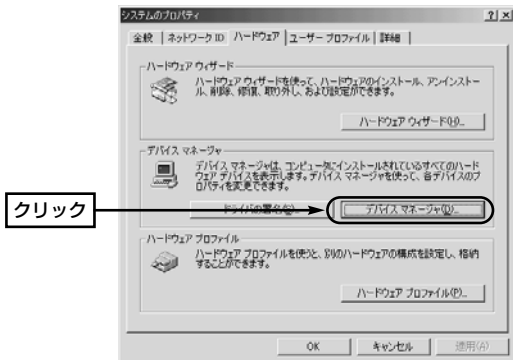 システムのプロパティ
全般 ネットワーク ID ハードウェア ユーザー プロファイル 詳細
ハードウェア ウィザード
ハードウェア ウィザードを使って、ハードウェアのインストール、アンインストー
ル、削除、修復、取り外し、および設定ができます。
ハードウェア ウィザード(H)...
デバイス マネージャ
デバイス マネージャは、コンピュータにインストールされているすべてのハード
ウェア デバイスを表示します。デバイス マネージャを使って、各デバイスのプ
ロパティを変更できます。
クリック
ドライバの署名(S)... デバイス マネージャ(D)...
ハードウェア プロファイル
ハードウェア プロファイルを使うと、別のハードウェアの構成を設定し、格納
することができます。
ハードウェア プロファイル(P)...
OK キャンセル 適用(A)